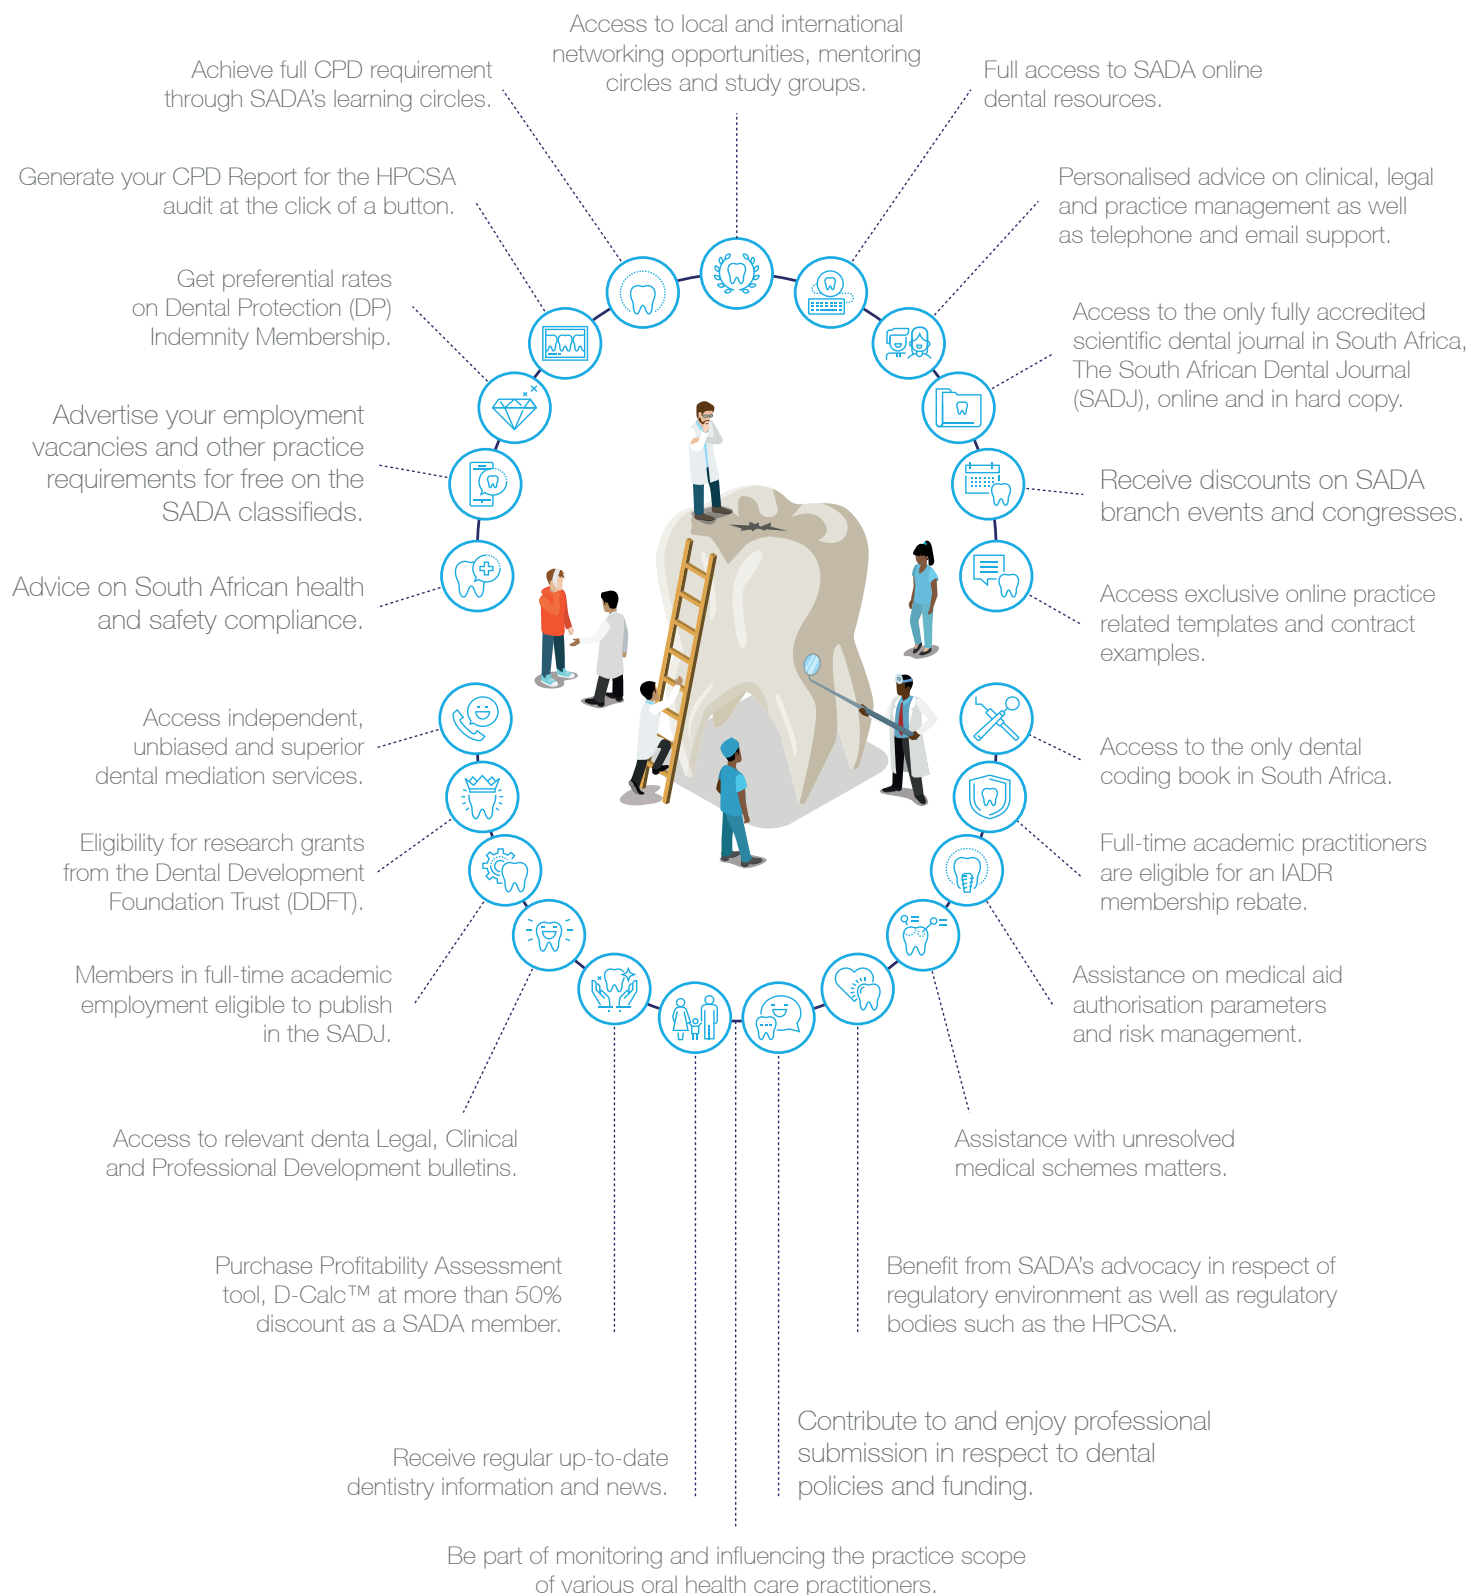 Access to local and international
networking opportunities, mentoring
circles and study groups.
Achieve full CPD requirement
through SADA's learning circles.
Full access to SADA online
dental resources.
Generate your CPD Report for the HPCSA
audit at the click of a button.
Personalised advice on clinical, legal
and practice management as well
as telephone and email support.
Get preferential rates
on Dental Protection (DP)
Indemnity Membership.
Access to the only fully accredited
scientific dental journal in South Africa,
The South African Dental Journal
(SADJ), online and in hard copy.
Advertise your employment
vacancies and other practice
requirements for free on the
SADA classifieds.
Receive discounts on SADA
branch events and congresses.
Advice on South African health
and safety compliance.
Access exclusive online practice
related templates and contract
examples.
Access independent,
unbiased and superior
dental mediation services.
Access to the only dental
coding book in South Africa.
Eligibility for research grants
from the Dental Development
Foundation Trust (DDFT).
Full-time academic practitioners
are eligible for an IADR
membership rebate.
Members in full-time academic
employment eligible to publish
in the SADJ.
Assistance on medical aid
authorisation parameters
and risk management.
Access to relevant denta Legal, Clinical
and Professional Development bulletins.
Assistance with unresolved
medical schemes matters.
Purchase Profitability Assessment
tool, D-Calc™ at more than 50%
discount as a SADA member.
Benefit from SADA's advocacy in respect of
regulatory environment as well as regulatory
bodies such as the HPCSA.
Receive regular up-to-date
dentistry information and news.
Contribute to and enjoy professional
submission in respect to dental
policies and funding.
Be part of monitoring and influencing the practice scope
of various oral health care practitioners.